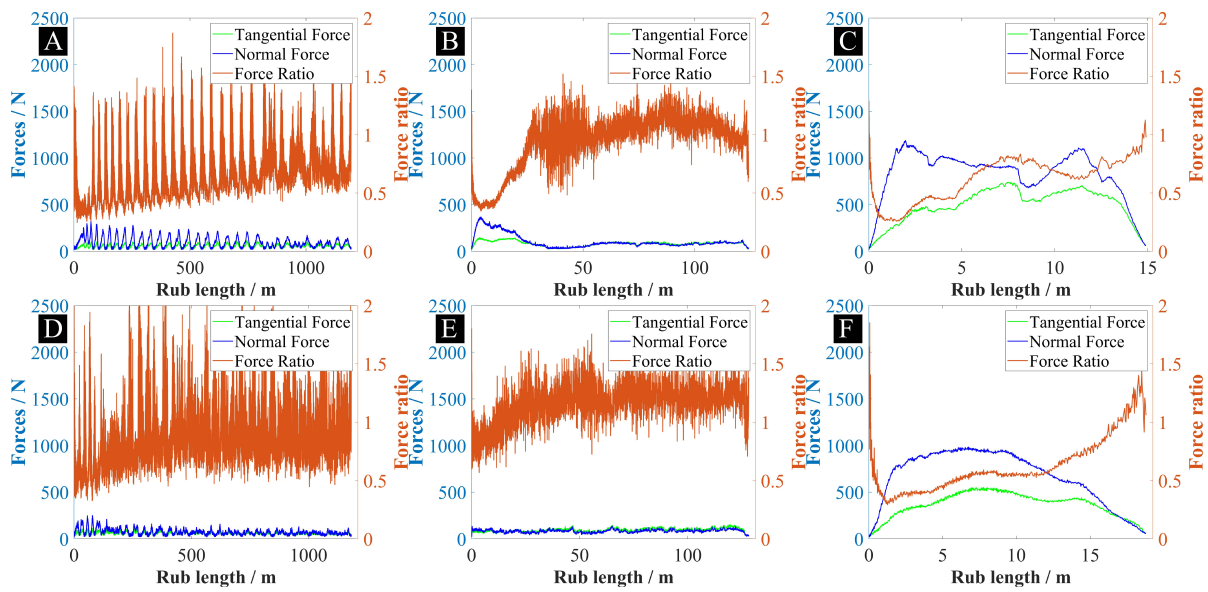 A
Tangential Force
Normal Force
Force Ratio
2500
2000
1500
1000
500
0
2
1.5
1
0.5
0
0
500
1000
Forces / N
Force ratio
Rub length / m
B
Tangential Force
Normal Force
Force Ratio
2500
2000
1500
1000
500
0
2
1.5
1
0.5
0
0
50
100
Forces / N
Force ratio
Rub length / m
C
Tangential Force
Normal Force
Force Ratio
2500
2000
1500
1000
500
0
2
1.5
1
0.5
0
0
5
10
15
Forces / N
Force ratio
Rub length / m
D
Tangential Force
Normal Force
Force Ratio
2500
2000
1500
1000
500
0
2
1.5
1
0.5
0
0
500
1000
Forces / N
Force ratio
Rub length / m
E
Tangential Force
Normal Force
Force Ratio
2500
2000
1500
1000
500
0
2
1.5
1
0.5
0
0
50
100
Forces / N
Force ratio
Rub length / m
F
Tangential Force
Normal Force
Force Ratio
2500
2000
1500
1000
500
0
2
1.5
1
0.5
0
0
5
10
15
Forces / N
Force ratio
Rub length / m